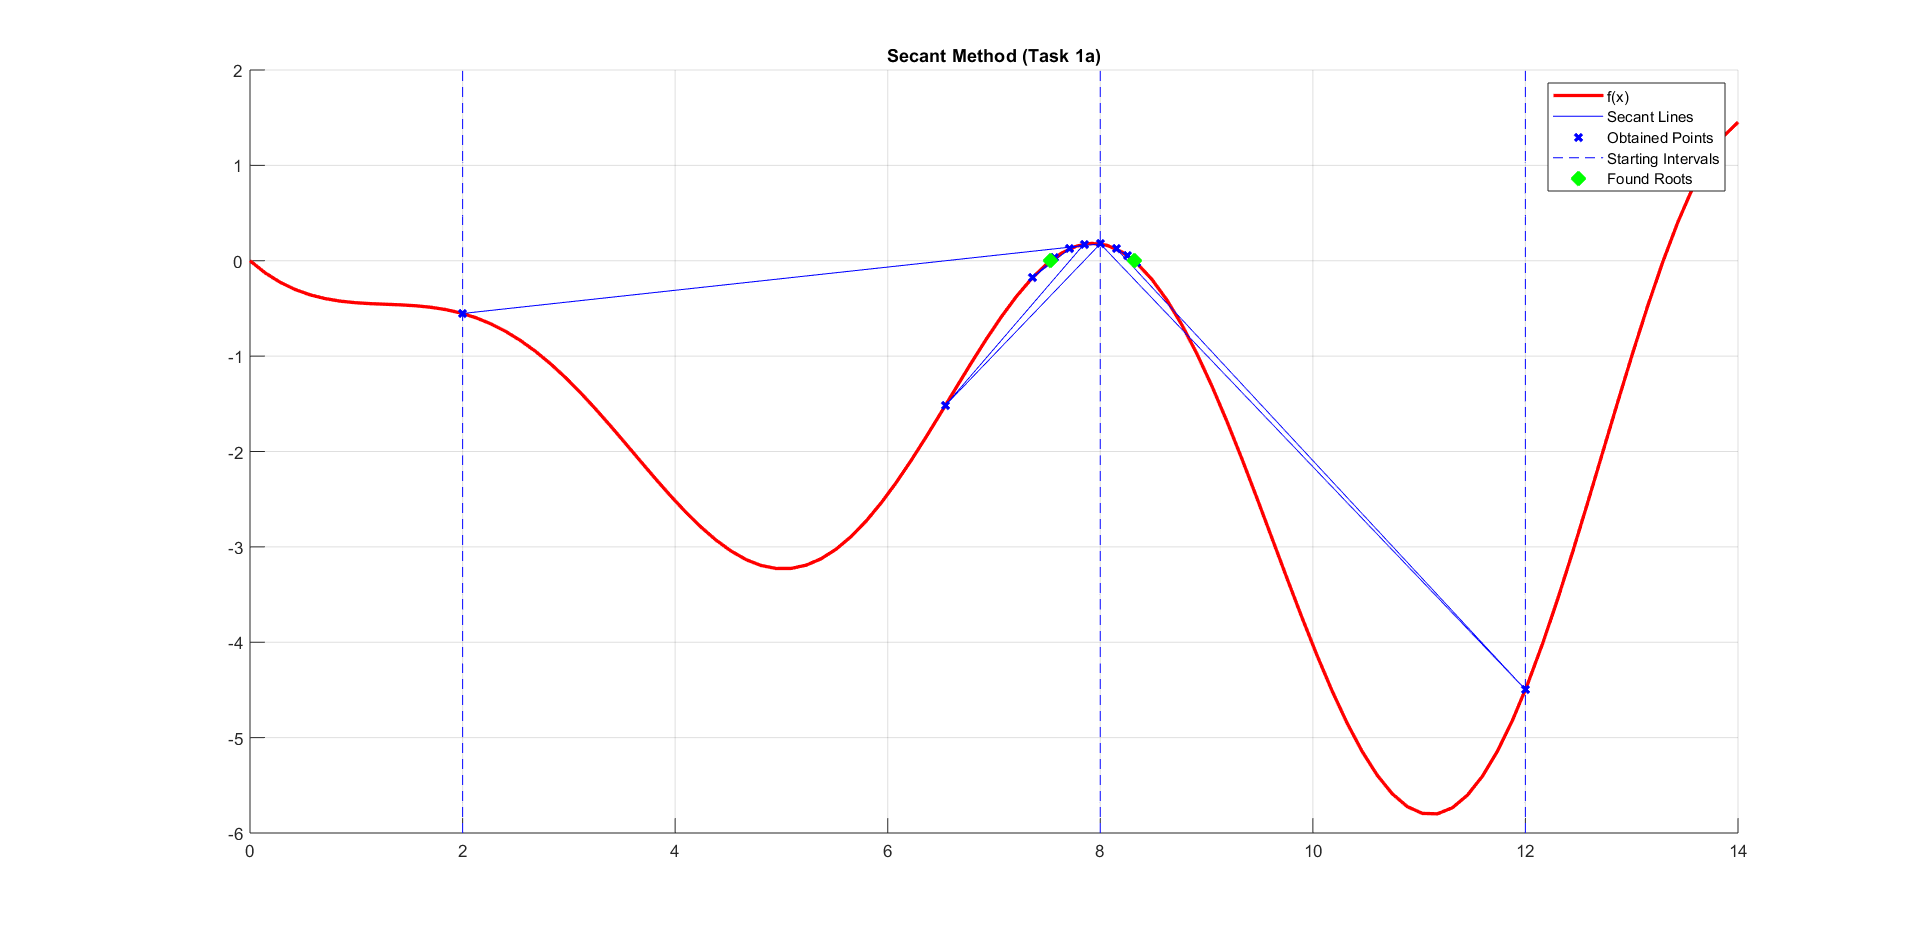 Secant Method (Task 1a)
2
1
0
-1
-2
-3
-4
-5
-6
0 2 4 6 8 10 12 14
f(x)
Secant Lines
Obtained Points
Starting Intervals
Found Roots